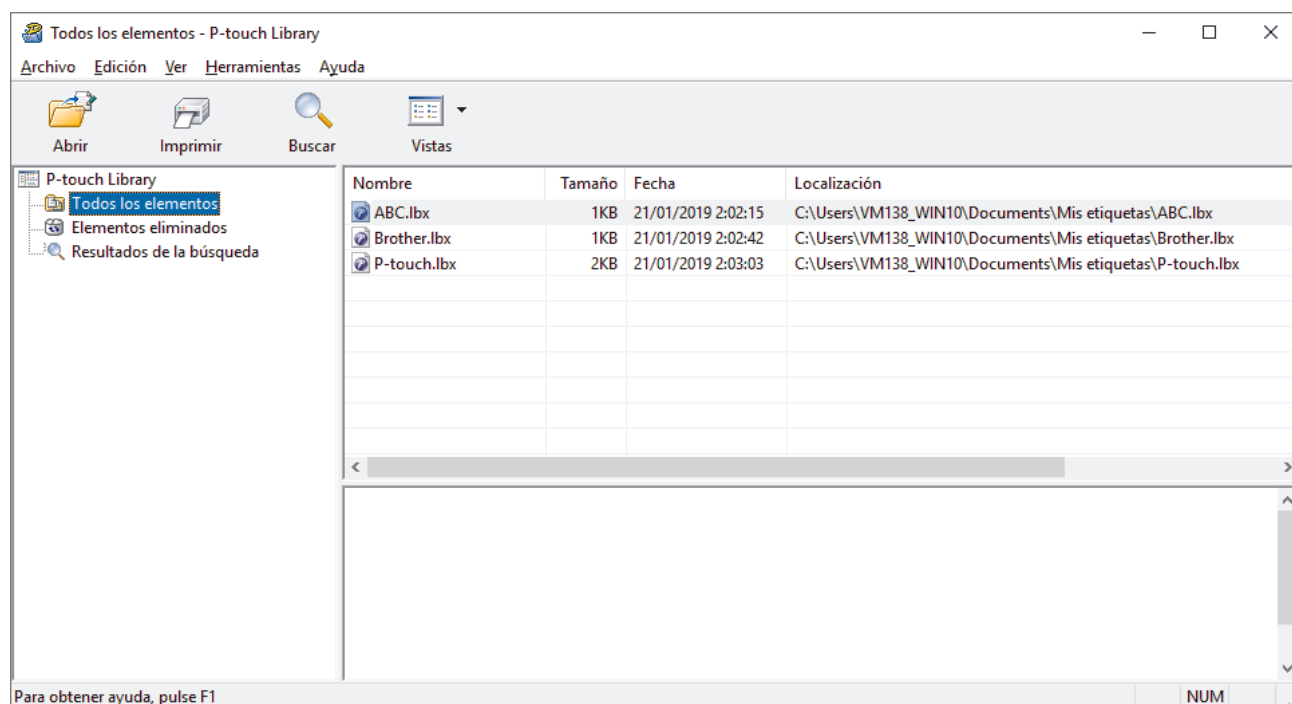 Todos los elementos - P-touch Library
Archivo Edición Ver Herramientas Ayuda
Abrir Imprimir Buscar Vistas
P-touch Library
Todos los elementos
Elementos eliminados
Resultados de la búsqueda
Nombre Tamaño Fecha Localización
ABC.lbx 1KB 21/01/2019 2:02:15 C:\Users\VM138_WIN10\Documents\Mis etiquetas\ABC.lbx
Brother.lbx 1KB 21/01/2019 2:02:42 C:\Users\VM138_WIN10\Documents\Mis etiquetas\Brother.lbx
P-touch.lbx 2KB 21/01/2019 2:03:03 C:\Users\VM138_WIN10\Documents\Mis etiquetas\P-touch.lbx
Para obtener ayuda, pulse F1 NUM